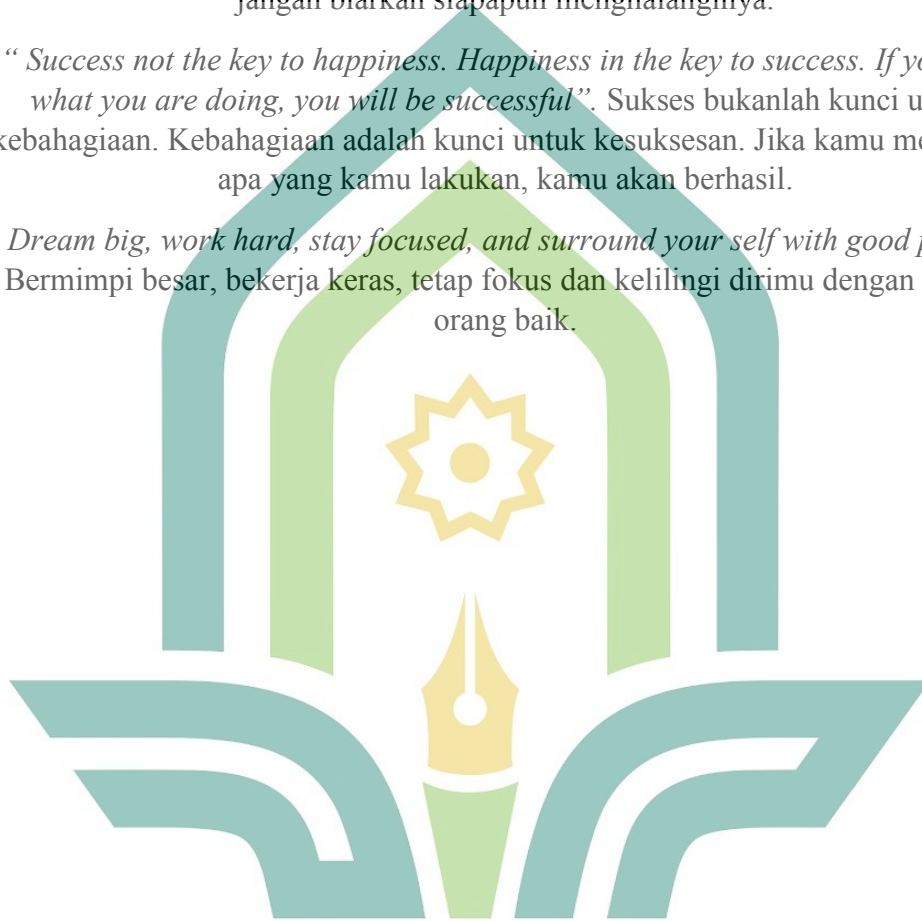 jangan biarkan siapapun menghalanginya.
“ Success not the key to happiness. Happiness in the key to success. If
what you are doing, you will be successful”. Sukses bukanlah kunci
kebahagiaan. Kebahagiaan adalah kunci untuk kesuksesan. Jika kamu
apa yang kamu lakukan, kamu akan berhasil.
Dream big, work hard, stay focused, and surround your self with good
Bermimpi besar, bekerja keras, tetap fokus dan kelilingi dirimu dengan
orang baik.